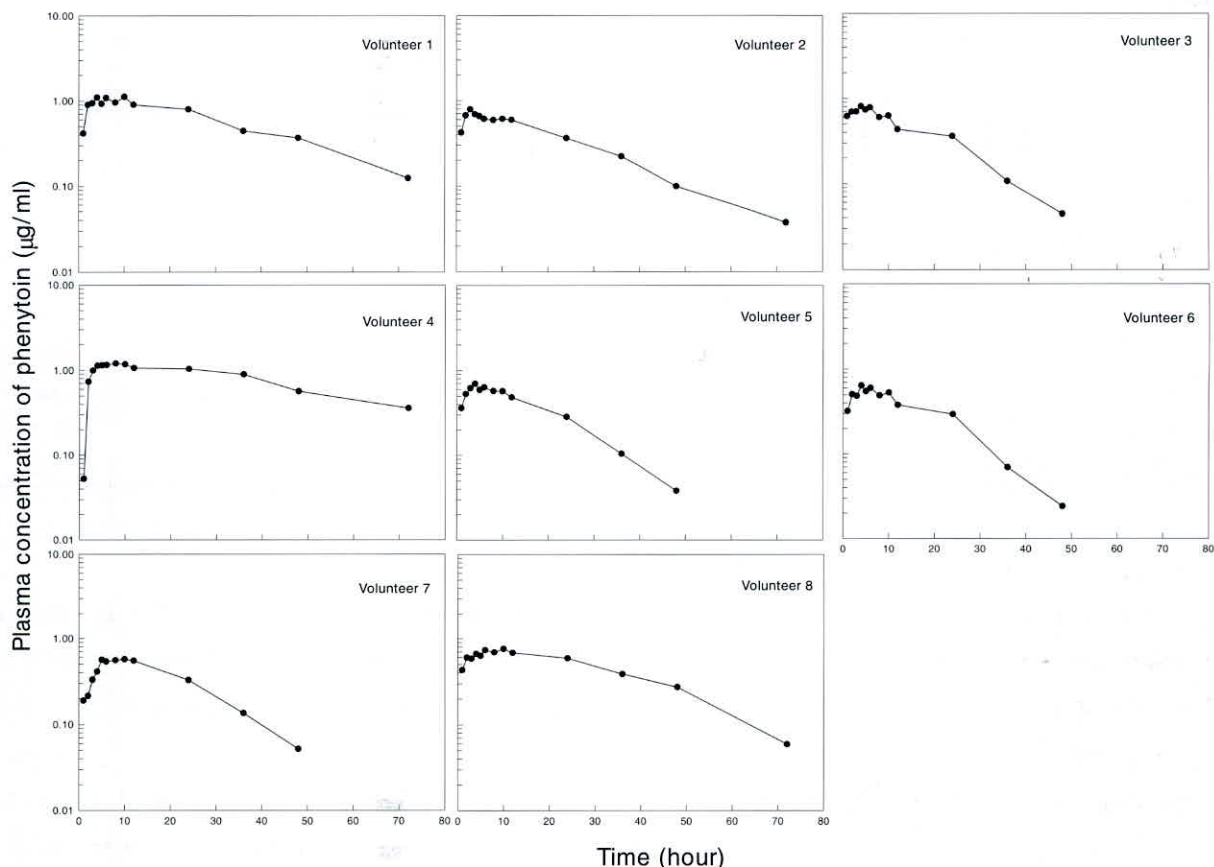 Plasma concentration of phenytoin (µg/ml)
10.00
1.00
0.10
0.01
Volunteer 1
Volunteer 2
Volunteer 3
10.00
1.00
0.10
0.01
Volunteer 4
Volunteer 5
Volunteer 6
0 10 20 30 40 50 60 70 80
10.00
1.00
0.10
0.01
Volunteer 7
Volunteer 8
0 10 20 30 40 50 60 70 80
0 10 20 30 40 50 60 70 80
Time (hour)